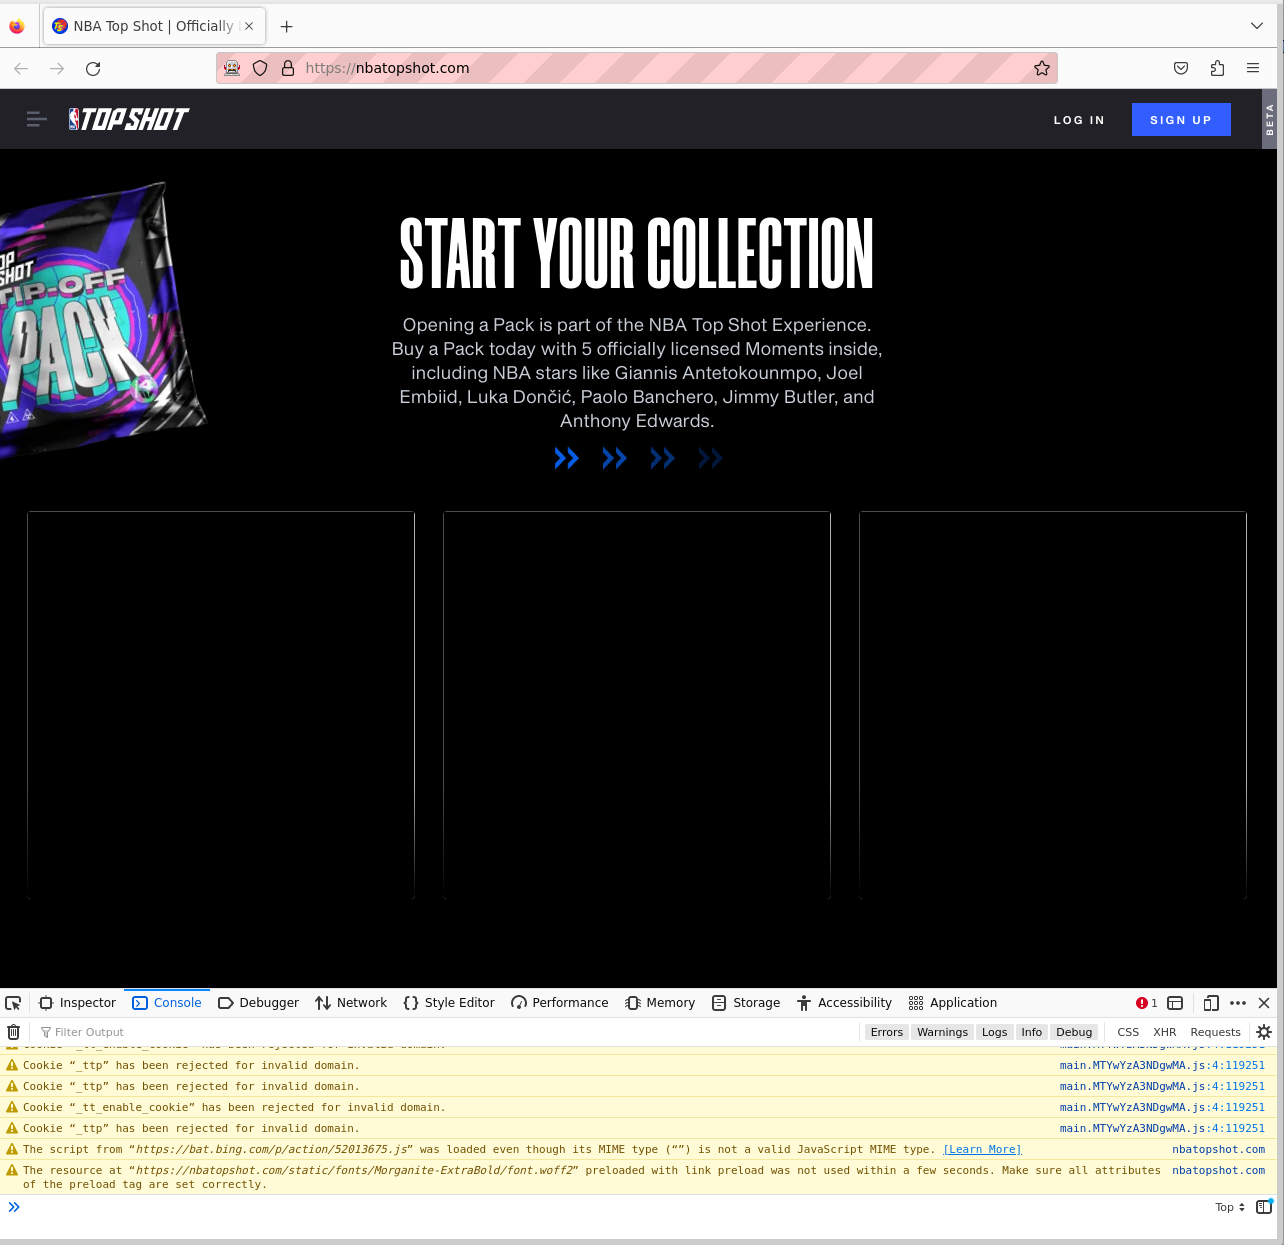 NBA Top Shot | Officially
https://nbatopshot.com
TOP SHOT
LOG IN
SIGN UP
BETA
TOP SHOT
TIP-OFF
PACK
START YOUR COLLECTION
Opening a Pack is part of the NBA Top Shot Experience.
Buy a Pack today with 5 officially licensed Moments inside,
including NBA stars like Giannis Antetokounmpo, Joel
Embiid, Luka Dončić, Paolo Banchero, Jimmy Butler, and
Anthony Edwards.
Inspector Console Debugger Network Style Editor Performance Memory Storage Accessibility Application 1
Filter Output Errors Warnings Logs Info Debug CSS XHR Requests
Cookie “_ttp” has been rejected for invalid domain. main.MTYwYzA3NDgwMA.js:4:119251
Cookie “_ttp” has been rejected for invalid domain. main.MTYwYzA3NDgwMA.js:4:119251
Cookie “_tt_enable_cookie” has been rejected for invalid domain. main.MTYwYzA3NDgwMA.js:4:119251
Cookie “_ttp” has been rejected for invalid domain. main.MTYwYzA3NDgwMA.js:4:119251
The script from “https://bat.bing.com/p/action/52013675.js” was loaded even though its MIME type (“”) is not a valid JavaScript MIME type. [Learn More] nbatopshot.com
The resource at “https://nbatopshot.com/static/fonts/Morganite-ExtraBold/font.woff2” preloaded with link preload was not used within a few seconds. Make sure all attributes nbatopshot.com
of the preload tag are set correctly.
Top